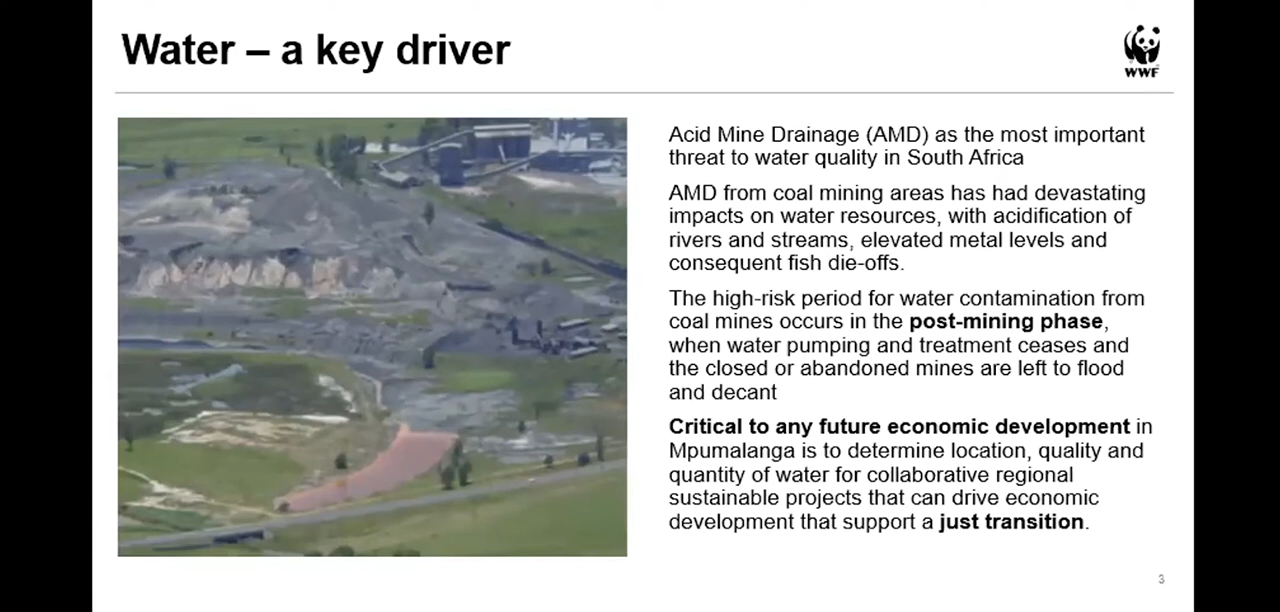 Water – a key driver
WWF
Acid Mine Drainage (AMD) as the most important
threat to water quality in South Africa
AMD from coal mining areas has had devastating
impacts on water resources, with acidification of
rivers and streams, elevated metal levels and
consequent fish die-offs.
The high-risk period for water contamination from
coal mines occurs in the post-mining phase,
when water pumping and treatment ceases and
the closed or abandoned mines are left to flood
and decant
Critical to any future economic development in
Mpumalanga is to determine location, quality and
quantity of water for collaborative regional
sustainable projects that can drive economic
development that support a just transition.
3